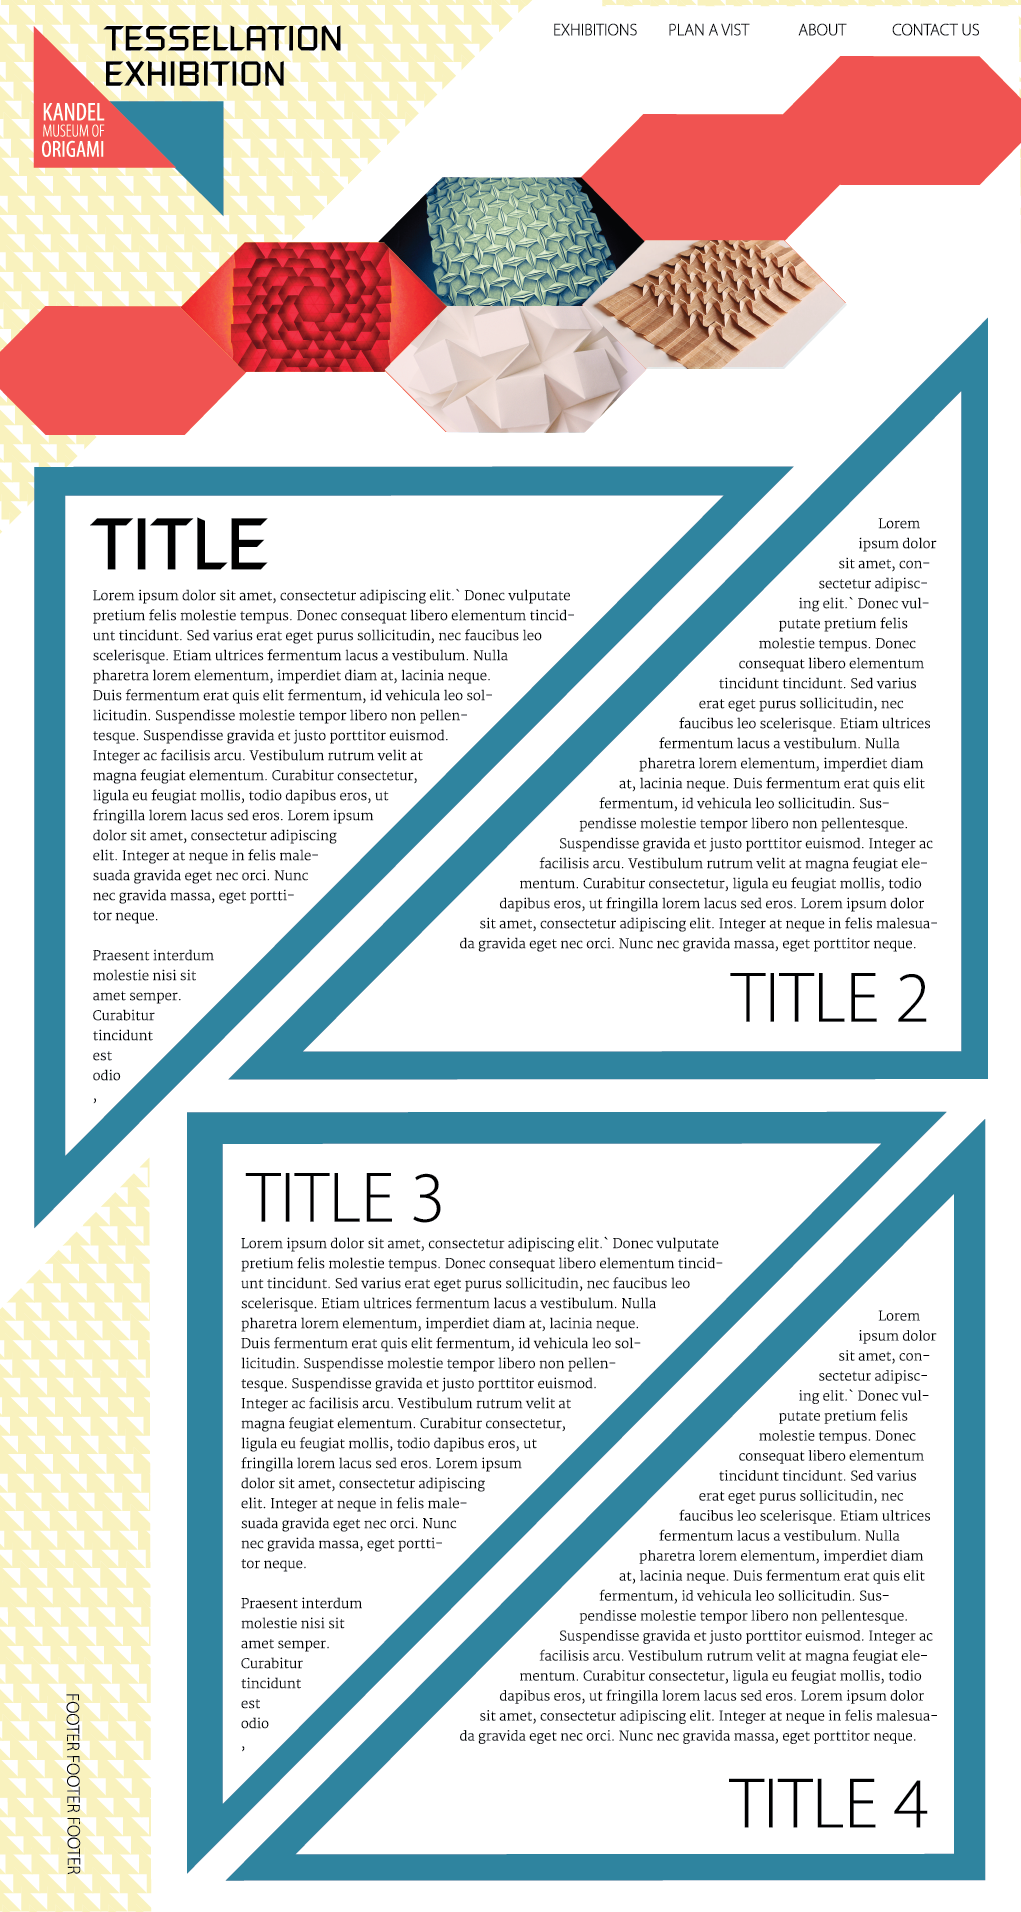 TESSELLATION
EXHIBITION
EXHIBITIONS
PLAN A VIST
ABOUT
CONTACT US
KANDEL
MUSEUM OF
ORIGAMI
TITLE
Lorem ipsum dolor sit amet, consectetur adipiscing elit.` Donec vulputate
pretium felis molestie tempus. Donec consequat libero elementum tincid-
unt tincidunt. Sed varius erat eget purus sollicitudin, nec faucibus leo
scelerisque. Etiam ultrices fermentum lacus a vestibulum. Nulla
pharetra lorem elementum, imperdiet diam at, lacinia neque.
Duis fermentum erat quis elit fermentum, id vehicula leo sol-
licitudin. Suspendisse molestie tempor libero non pellen-
tesque. Suspendisse gravida et justo porttitor euismod.
Integer ac facilisis arcu. Vestibulum rutrum velit at
magna feugiat elementum. Curabitur consectetur,
ligula eu feugiat mollis, todio dapibus eros, ut
fringilla lorem lacus sed eros. Lorem ipsum
dolor sit amet, consectetur adipiscing
elit. Integer at neque in felis male-
suada gravida eget nec orci. Nunc
nec gravida massa, eget portti-
tor neque.
Praesent interdum
molestie nisi sit
amet semper.
Curabitur
tincidunt
est
odio
,
Lorem
ipsum dolor
sit amet, con-
sectetur adipisc-
ing elit.` Donec vul-
putate pretium felis
molestie tempus. Donec
consequat libero elementum
tincidunt tincidunt. Sed varius
erat eget purus sollicitudin, nec
faucibus leo scelerisque. Etiam ultrices
fermentum lacus a vestibulum. Nulla
pharetra lorem elementum, imperdiet diam
at, lacinia neque. Duis fermentum erat quis elit
fermentum, id vehicula leo sollicitudin. Sus-
pendisse molestie tempor libero non pellentesque.
Suspendisse gravida et justo porttitor euismod. Integer ac
facilisis arcu. Vestibulum rutrum velit at magna feugiat ele-
mentum. Curabitur consectetur, ligula eu feugiat mollis, todio
dapibus eros, ut fringilla lorem lacus sed eros. Lorem ipsum dolor
sit amet, consectetur adipiscing elit. Integer at neque in felis malesua-
da gravida eget nec orci. Nunc nec gravida massa, eget porttitor neque.
TITLE 2
TITLE 3
Lorem ipsum dolor sit amet, consectetur adipiscing elit.` Donec vulputate
pretium felis molestie tempus. Donec consequat libero elementum tincid-
unt tincidunt. Sed varius erat eget purus sollicitudin, nec faucibus leo
scelerisque. Etiam ultrices fermentum lacus a vestibulum. Nulla
pharetra lorem elementum, imperdiet diam at, lacinia neque.
Duis fermentum erat quis elit fermentum, id vehicula leo sol-
licitudin. Suspendisse molestie tempor libero non pellen-
tesque. Suspendisse gravida et justo porttitor euismod.
Integer ac facilisis arcu. Vestibulum rutrum velit at
magna feugiat elementum. Curabitur consectetur,
ligula eu feugiat mollis, todio dapibus eros, ut
fringilla lorem lacus sed eros. Lorem ipsum
dolor sit amet, consectetur adipiscing
elit. Integer at neque in felis male-
suada gravida eget nec orci. Nunc
nec gravida massa, eget portti-
tor neque.
Praesent interdum
molestie nisi sit
amet semper.
Curabitur
tincidunt
est
odio
,
Lorem
ipsum dolor
sit amet, con-
sectetur adipisc-
ing elit.` Donec vul-
putate pretium felis
molestie tempus. Donec
consequat libero elementum
tincidunt tincidunt. Sed varius
erat eget purus sollicitudin, nec
faucibus leo scelerisque. Etiam ultrices
fermentum lacus a vestibulum. Nulla
pharetra lorem elementum, imperdiet diam
at, lacinia neque. Duis fermentum erat quis elit
fermentum, id vehicula leo sollicitudin. Sus-
pendisse molestie tempor libero non pellentesque.
Suspendisse gravida et justo porttitor euismod. Integer ac
facilisis arcu. Vestibulum rutrum velit at magna feugiat ele-
mentum. Curabitur consectetur, ligula eu feugiat mollis, todio
dapibus eros, ut fringilla lorem lacus sed eros. Lorem ipsum dolor
sit amet, consectetur adipiscing elit. Integer at neque in felis malesua-
da gravida eget nec orci. Nunc nec gravida massa, eget porttitor neque.
TITLE 4
FOOTER FOOTER FOOTER